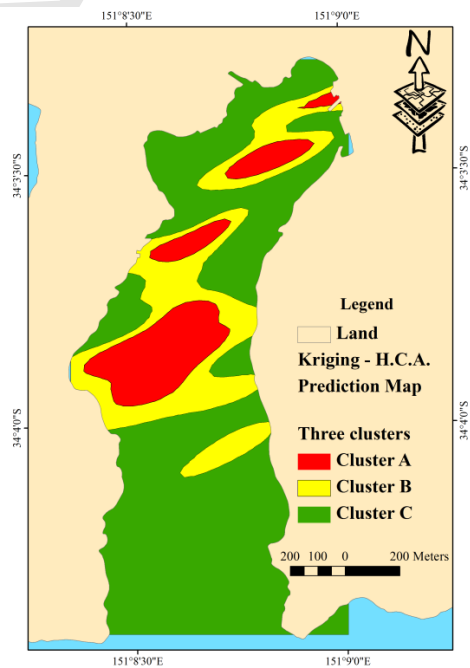 151°8'30"E 151°9'0"E
N
34°3'30"S 34°3'30"S
Legend
Land
Kriging - H.C.A.
Prediction Map
34°4'0"S 34°4'0"S
Three clusters
Cluster A
Cluster B
Cluster C
200 100 0 200 Meters
151°8'30"E 151°9'0"E